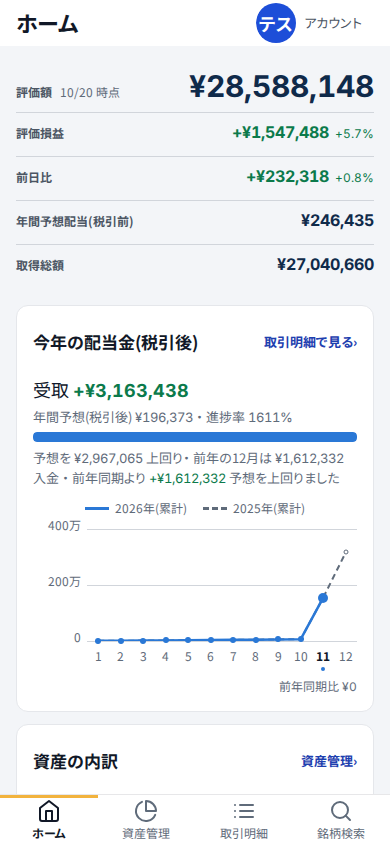 ホーム
テス アカウント
評価額 10/20 時点 ¥28,588,148
評価損益 +¥1,547,488 +5.7%
前日比 +¥232,318 +0.8%
年間予想配当(税引前) ¥246,435
取得総額 ¥27,040,660
今年の配当金(税引後) 取引明細で見る›
受取 +¥3,163,438
年間予想(税引後) ¥196,373・進捗率 1611%
予想を ¥2,967,065 上回り・前年の12月は ¥1,612,332
入金・前年同期より +¥1,612,332 予想を上回りました
2026年(累計) 2025年(累計)
400万
200万
0
1 2 3 4 5 6 7 8 9 10 11 12
前年同期比 ¥0
資産の内訳 資産管理›
ホーム 資産管理 取引明細 銘柄検索